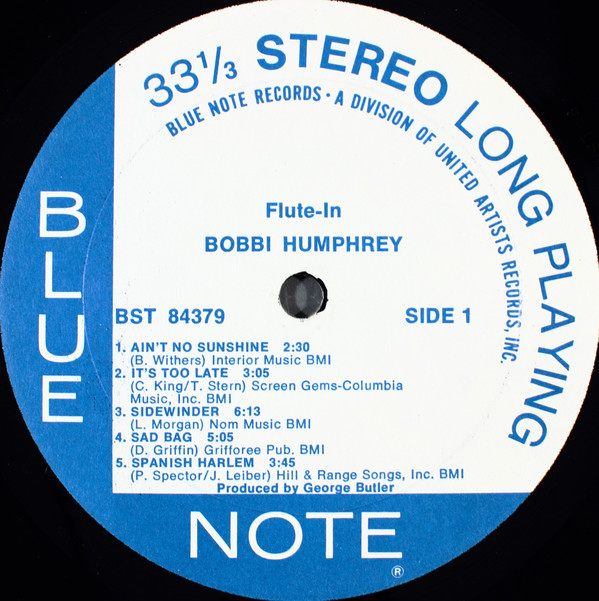 33⅓ STEREO LONG PLAYING
BLUE NOTE RECORDS · A DIVISION OF UNITED ARTISTS RECORDS, INC.
BLUE
Flute-In
BOBBI HUMPHREY
BST 84379 SIDE 1
1. AIN'T NO SUNSHINE 2:30
(B. Withers) Interior Music BMI
2. IT'S TOO LATE 3:05
(C. King/T. Stern) Screen Gems-Columbia
Music, Inc. BMI
3. SIDEWINDER 6:13
(L. Morgan) Nom Music BMI
4. SAD BAG 5:05
(D. Griffin) Grifforee Pub. BMI
5. SPANISH HARLEM 3:45
(P. Spector/J. Leiber) Hill & Range Songs, Inc. BMI
Produced by George Butler
NOTE
®